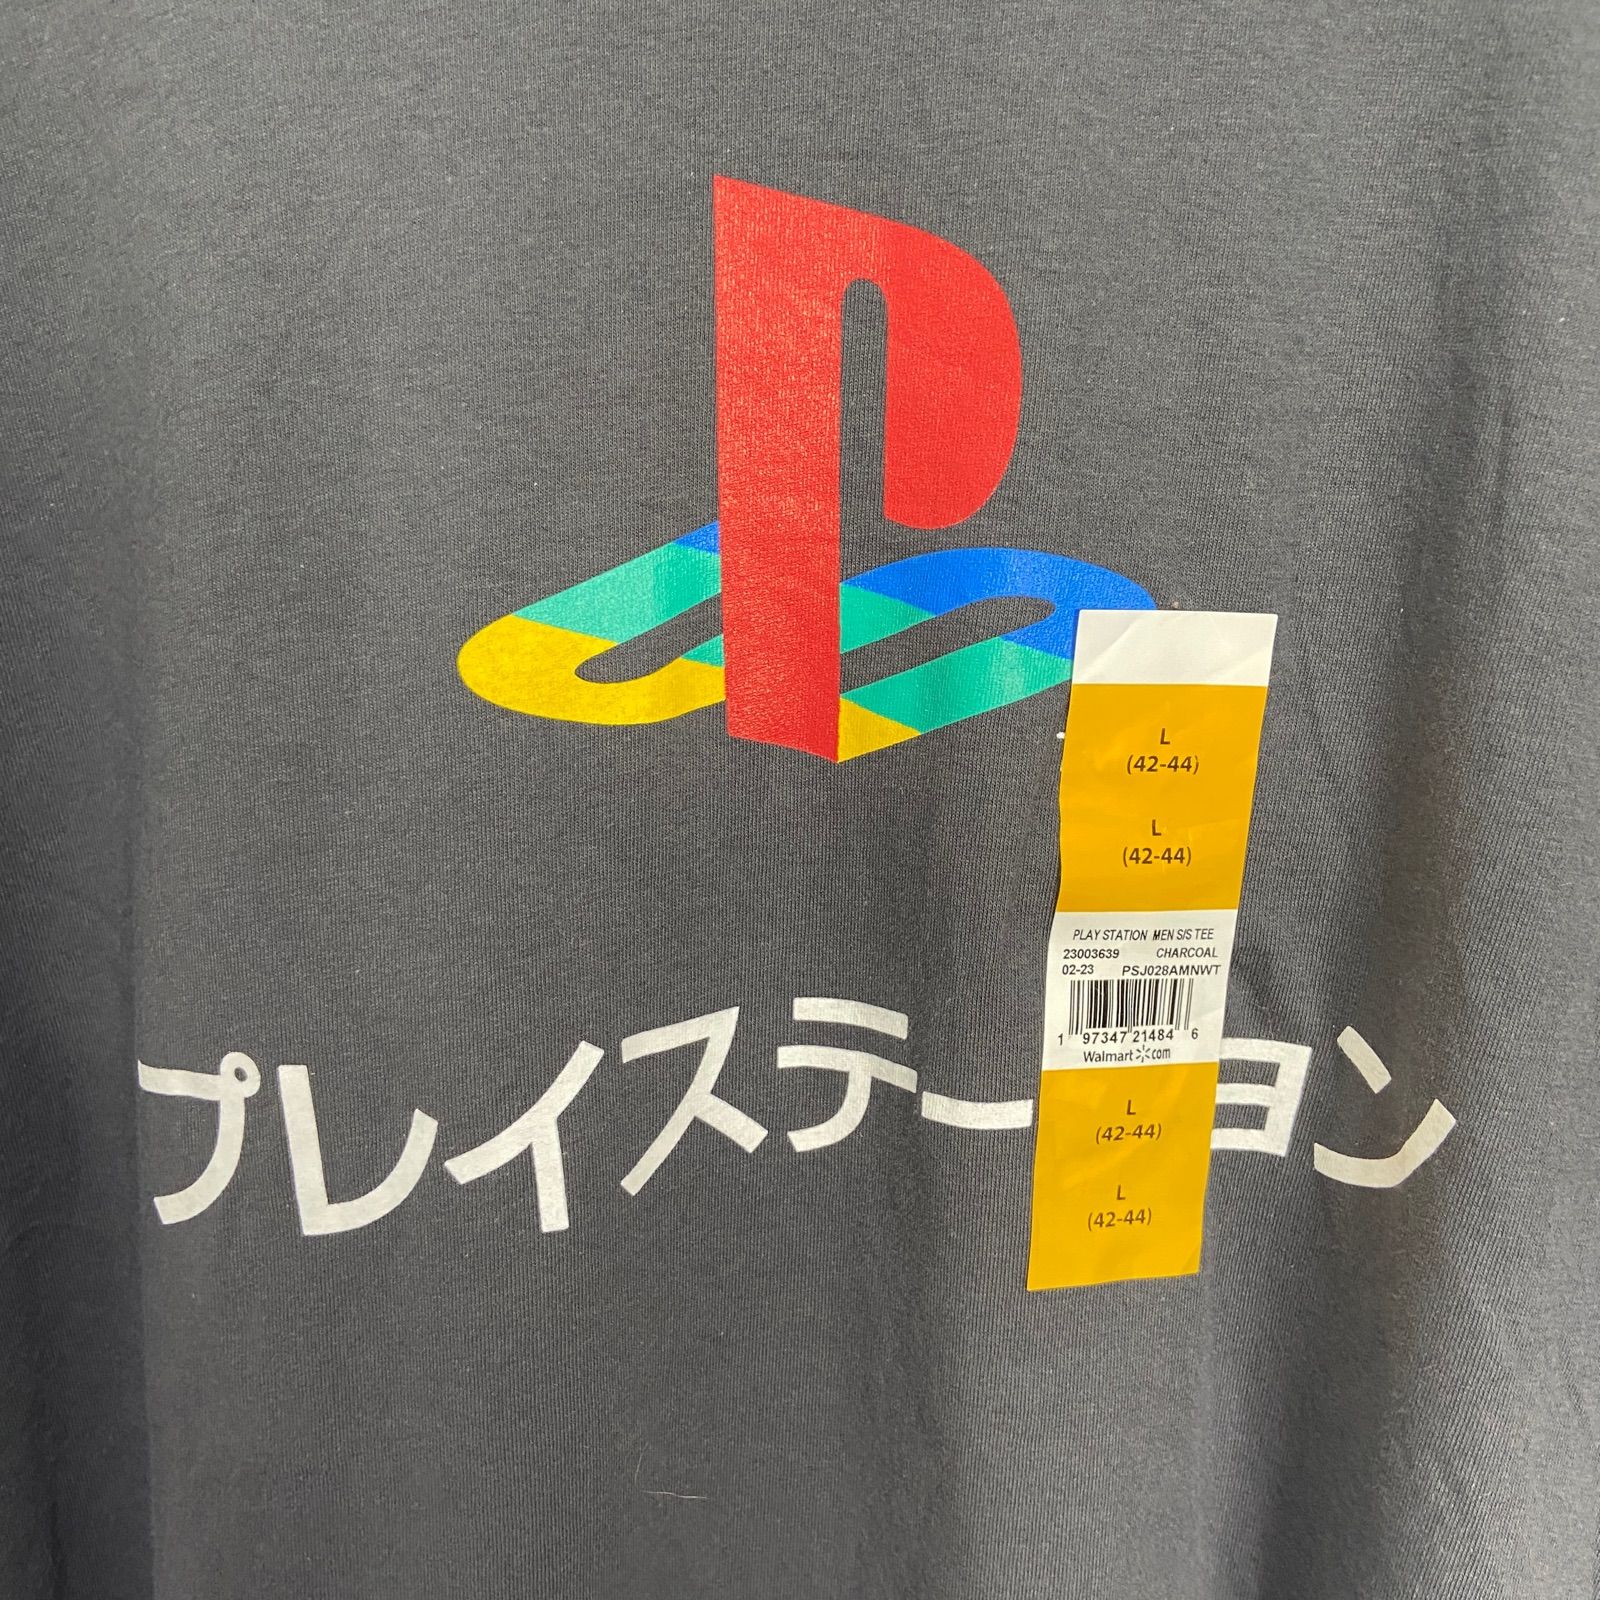 L
(42-44)
L
(42-44)
PLAY STATION MEN S/S TEE
23003639 CHARCOAL
02-23 PSJ028AMNWT
1 97347 21484 6
Walmart com
プレイステーョン
L
(42-44)
L
(42-44)